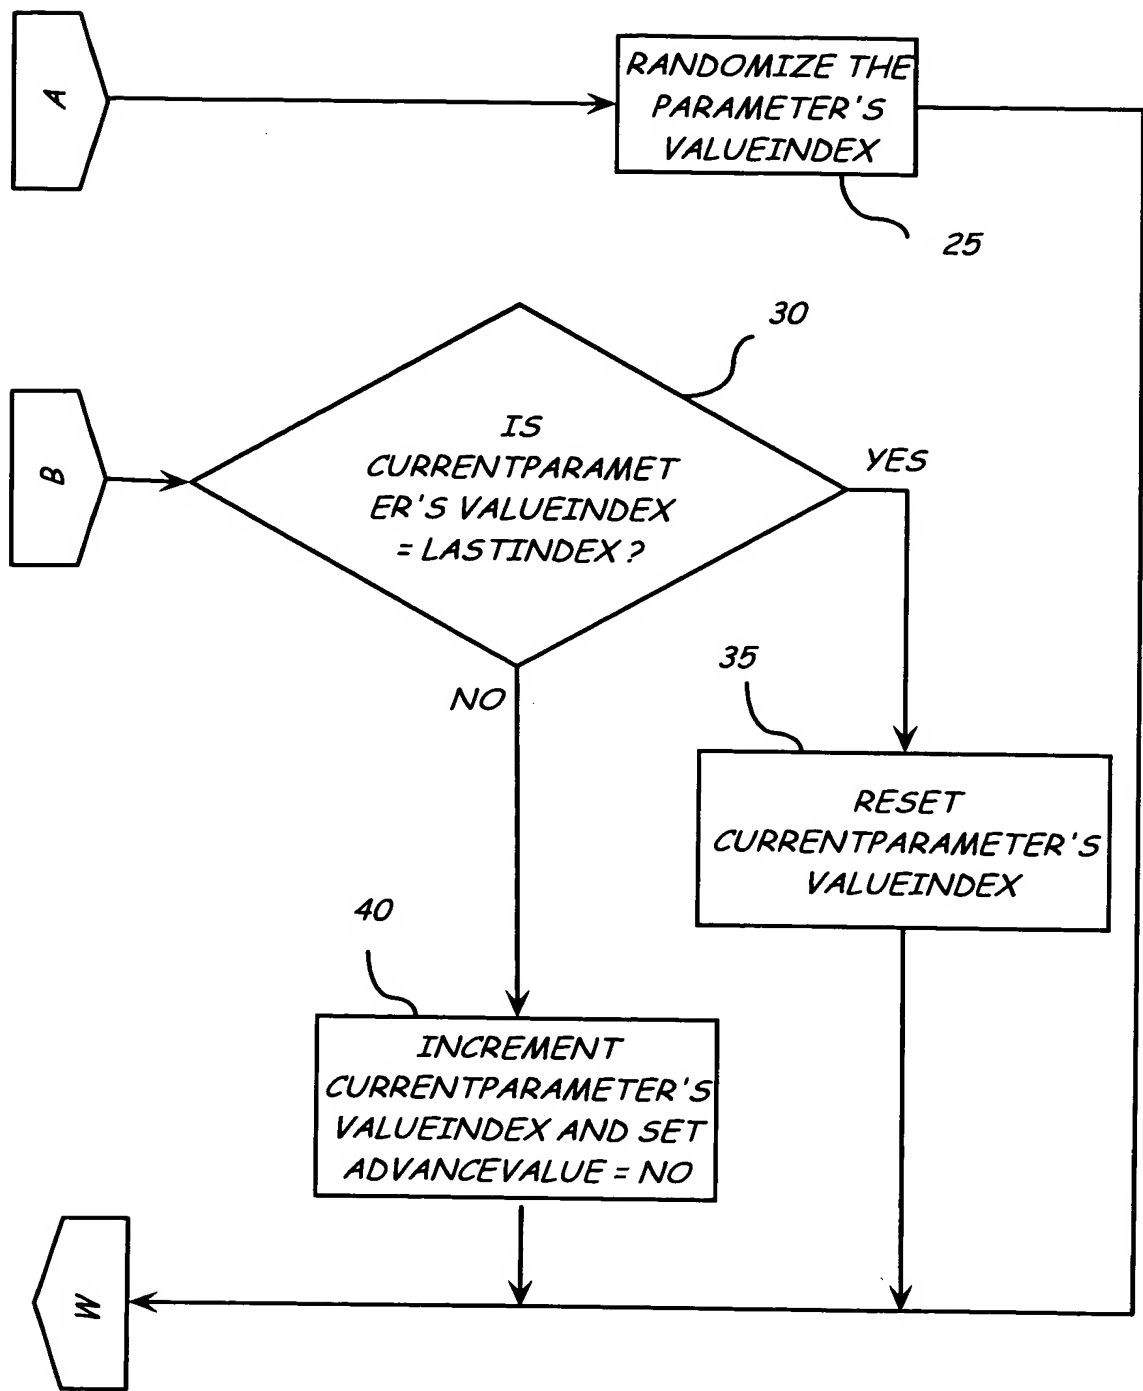 A
RANDOMIZE THE
PARAMETER'S
VALUEINDEX
25
30
B
IS
CURRENTPARAMET
ER'S VALUEINDEX
= LASTINDEX?
YES
NO
35
RESET
CURRENTPARAMETER'S
VALUEINDEX
40
INCREMENT
CURRENTPARAMETER'S
VALUEINDEX AND SET
ADVANCEVALUE = NO
W